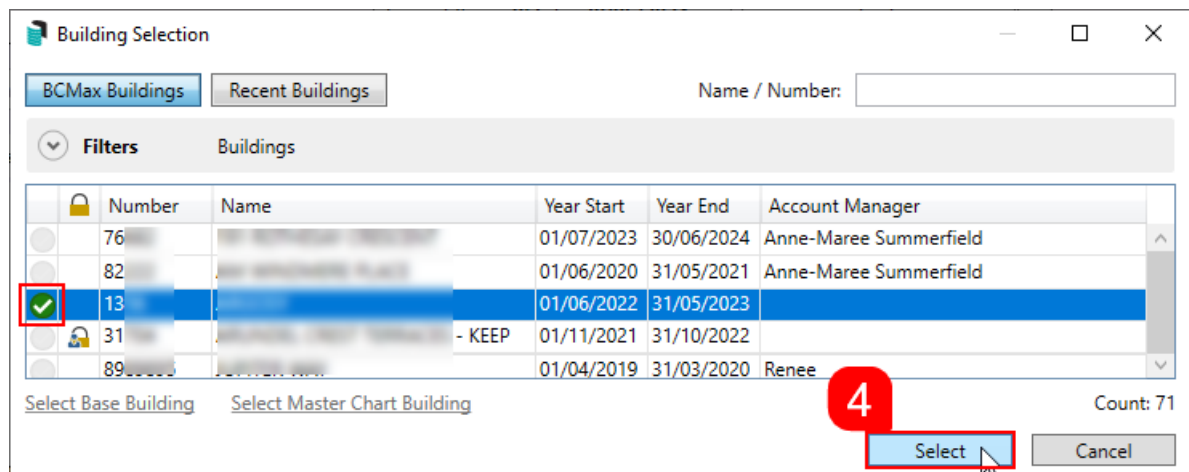 Building Selection
BCMax Buildings Recent Buildings Name / Number:
Filters Buildings
Number Name Year Start Year End Account Manager
76 01/07/2023 30/06/2024 Anne-Maree Summerfield
82 01/06/2020 31/05/2021 Anne-Maree Summerfield
13 01/06/2022 31/05/2023
31 - KEEP 01/11/2021 31/10/2022
89 01/04/2019 31/03/2020 Renee
Select Base Building Select Master Chart Building 4 Count: 71
Select Cancel